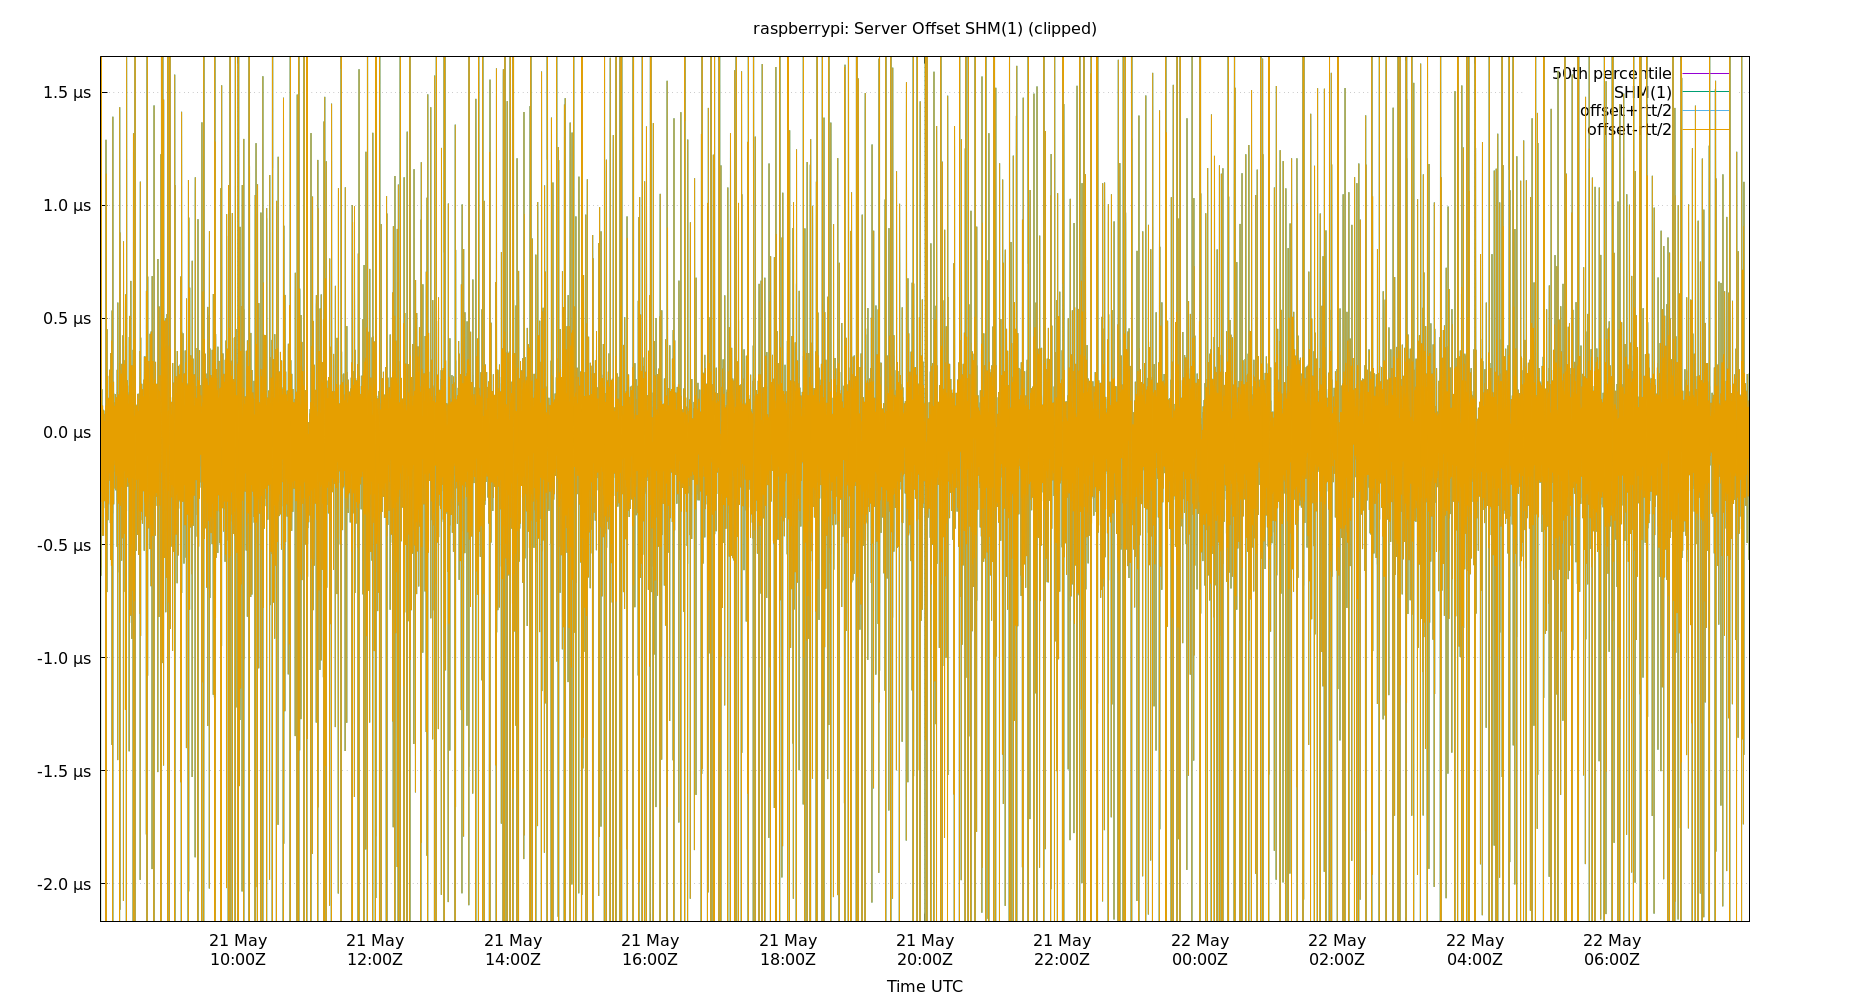 raspberrypi: Server Offset SHM(1) (clipped)
50th percentile
SHM(1)
offset+rtt/2
offset-rtt/2
1.5 µs
1.0 µs
0.5 µs
0.0 µs
-0.5 µs
-1.0 µs
-1.5 µs
-2.0 µs
21 May 21 May 21 May 21 May 21 May 21 May 21 May 22 May 22 May 22 May 22 May
10:00Z 12:00Z 14:00Z 16:00Z 18:00Z 20:00Z 22:00Z 00:00Z 02:00Z 04:00Z 06:00Z
Time UTC